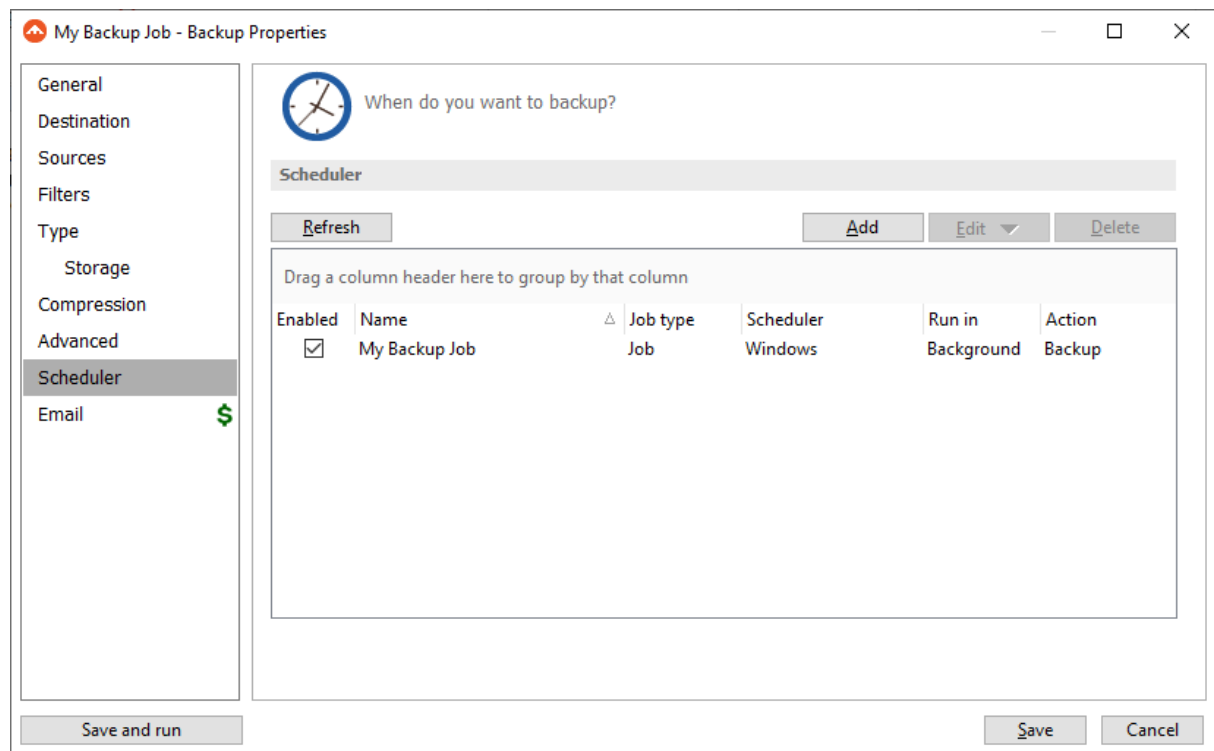 My Backup Job - Backup Properties
General
Destination
Sources
Filters
Type
Storage
Compression
Advanced
Scheduler
Email $
When do you want to backup?
Scheduler
Refresh Add Edit Delete
Drag a column header here to group by that column
Enabled Name Job type Scheduler Run in Action
My Backup Job Job Windows Background Backup
Save and run Save Cancel